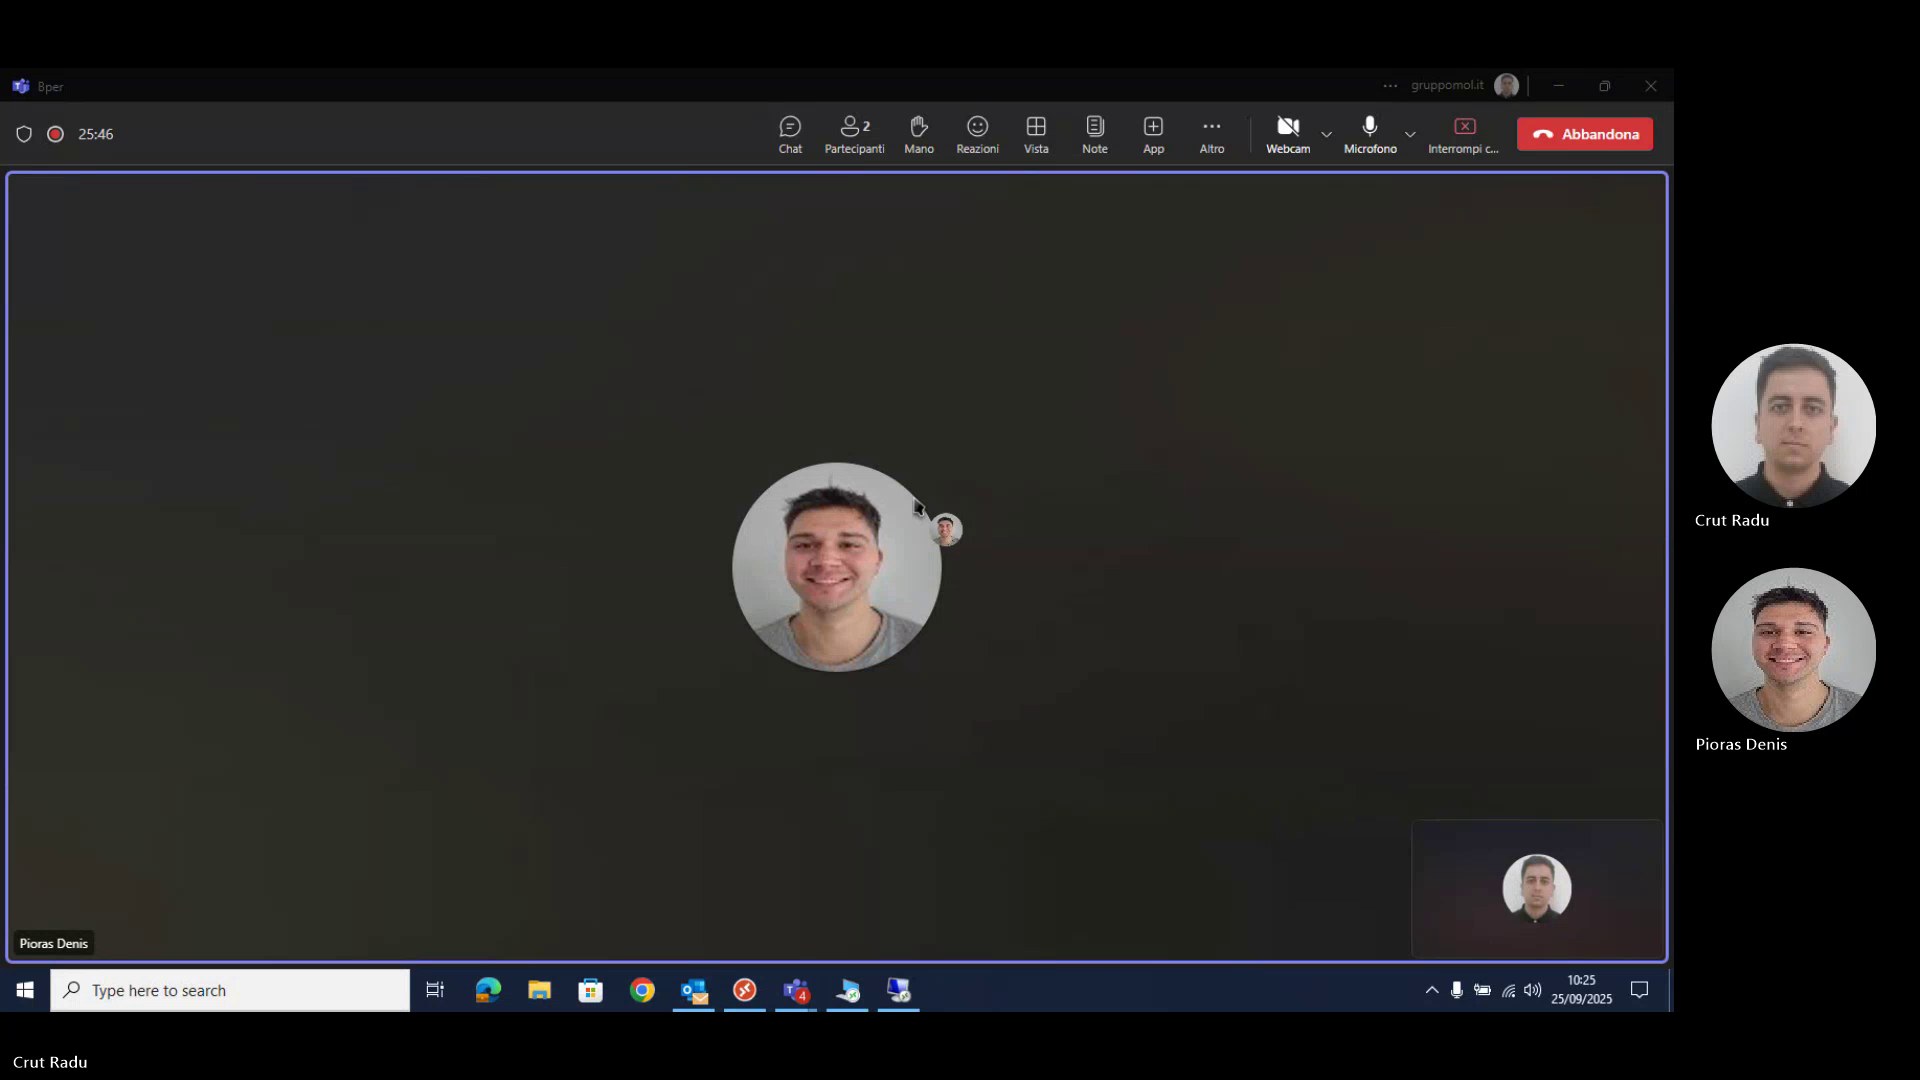 Bper
gruppomol.it
25:46
Chat
Partecipanti 2
Mano
Reazioni
Vista
Note
App
Altro
Webcam
Microfono
Interrompi c...
Abbandona
Crut Radu
Pioras Denis
Pioras Denis
Type here to search
4
10:25
25/09/2025
Crut Radu